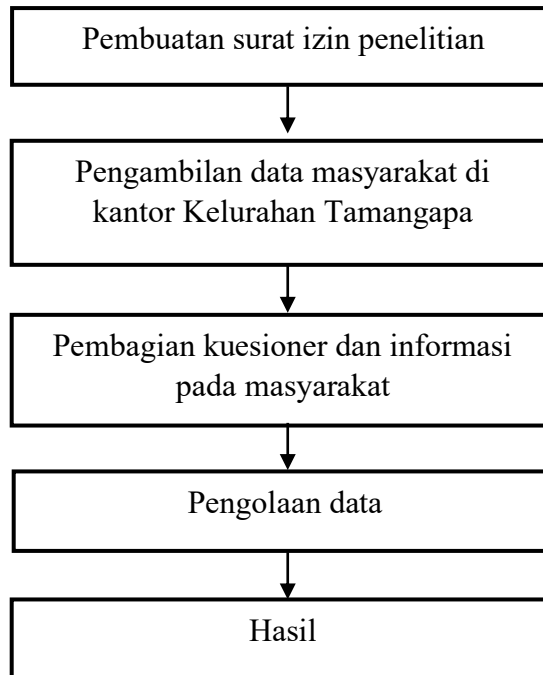 Pembuatan surat izin penelitian
Pengambilan data masyarakat di
kantor Kelurahan Tamangapa
Pembagian kuesioner dan informasi
pada masyarakat
Pengolaan data
Hasil